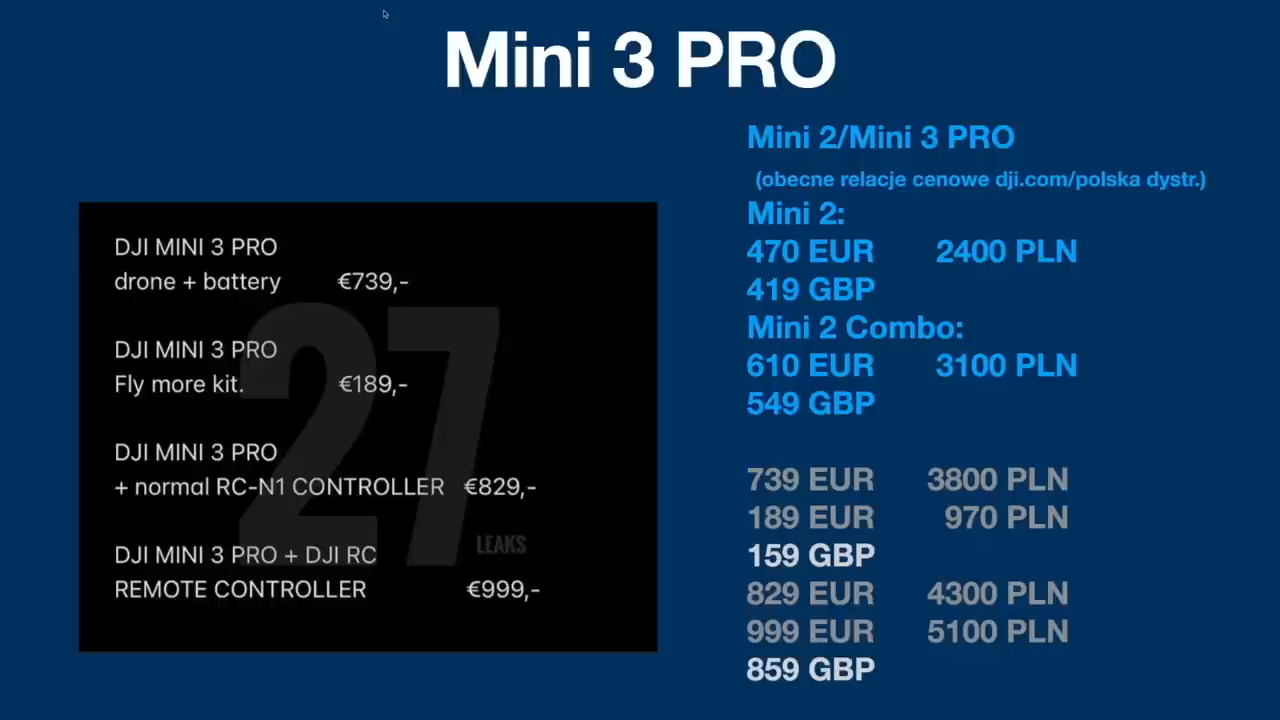 Mini 3 PRO
DJI MINI 3 PRO
drone + battery €739,-
DJI MINI 3 PRO
Fly more kit. €189,-
DJI MINI 3 PRO
+ normal RC-N1 CONTROLLER €829,-
DJI MINI 3 PRO + DJI RC
REMOTE CONTROLLER €999,-
27
LEAKS
Mini 2/Mini 3 PRO
(obecne relacje cenowe dji.com/polska dystr.)
Mini 2:
470 EUR 2400 PLN
419 GBP
Mini 2 Combo:
610 EUR 3100 PLN
549 GBP
739 EUR 3800 PLN
189 EUR 970 PLN
159 GBP
829 EUR 4300 PLN
999 EUR 5100 PLN
859 GBP